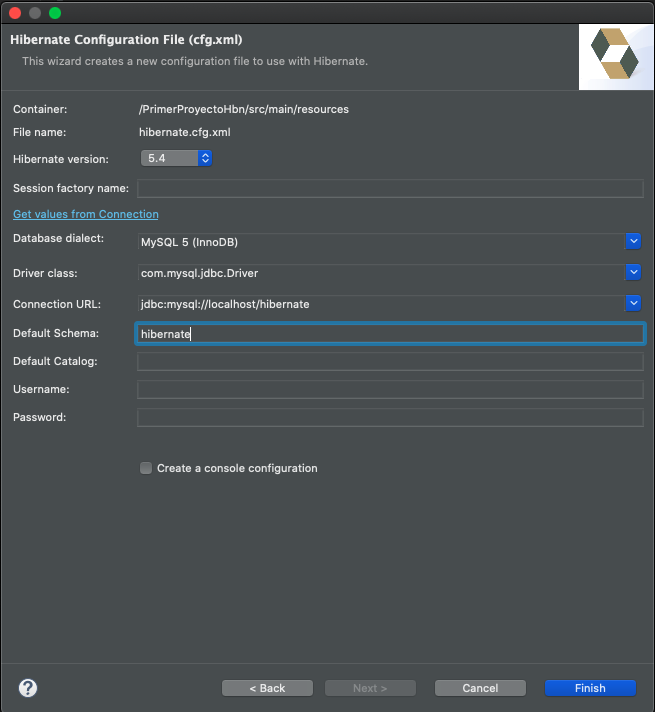 Hibernate Configuration File (cfg.xml)
This wizard creates a new configuration file to use with Hibernate.
Container: /PrimerProyectoHbn/src/main/resources
File name: hibernate.cfg.xml
Hibernate version: 5.4
Session factory name:
Get values from Connection
Database dialect: MySQL 5 (InnoDB)
Driver class: com.mysql.jdbc.Driver
Connection URL: jdbc:mysql://localhost/hibernate
Default Schema: hibernate
Default Catalog:
Username:
Password:
Create a console configuration
? < Back Next > Cancel Finish